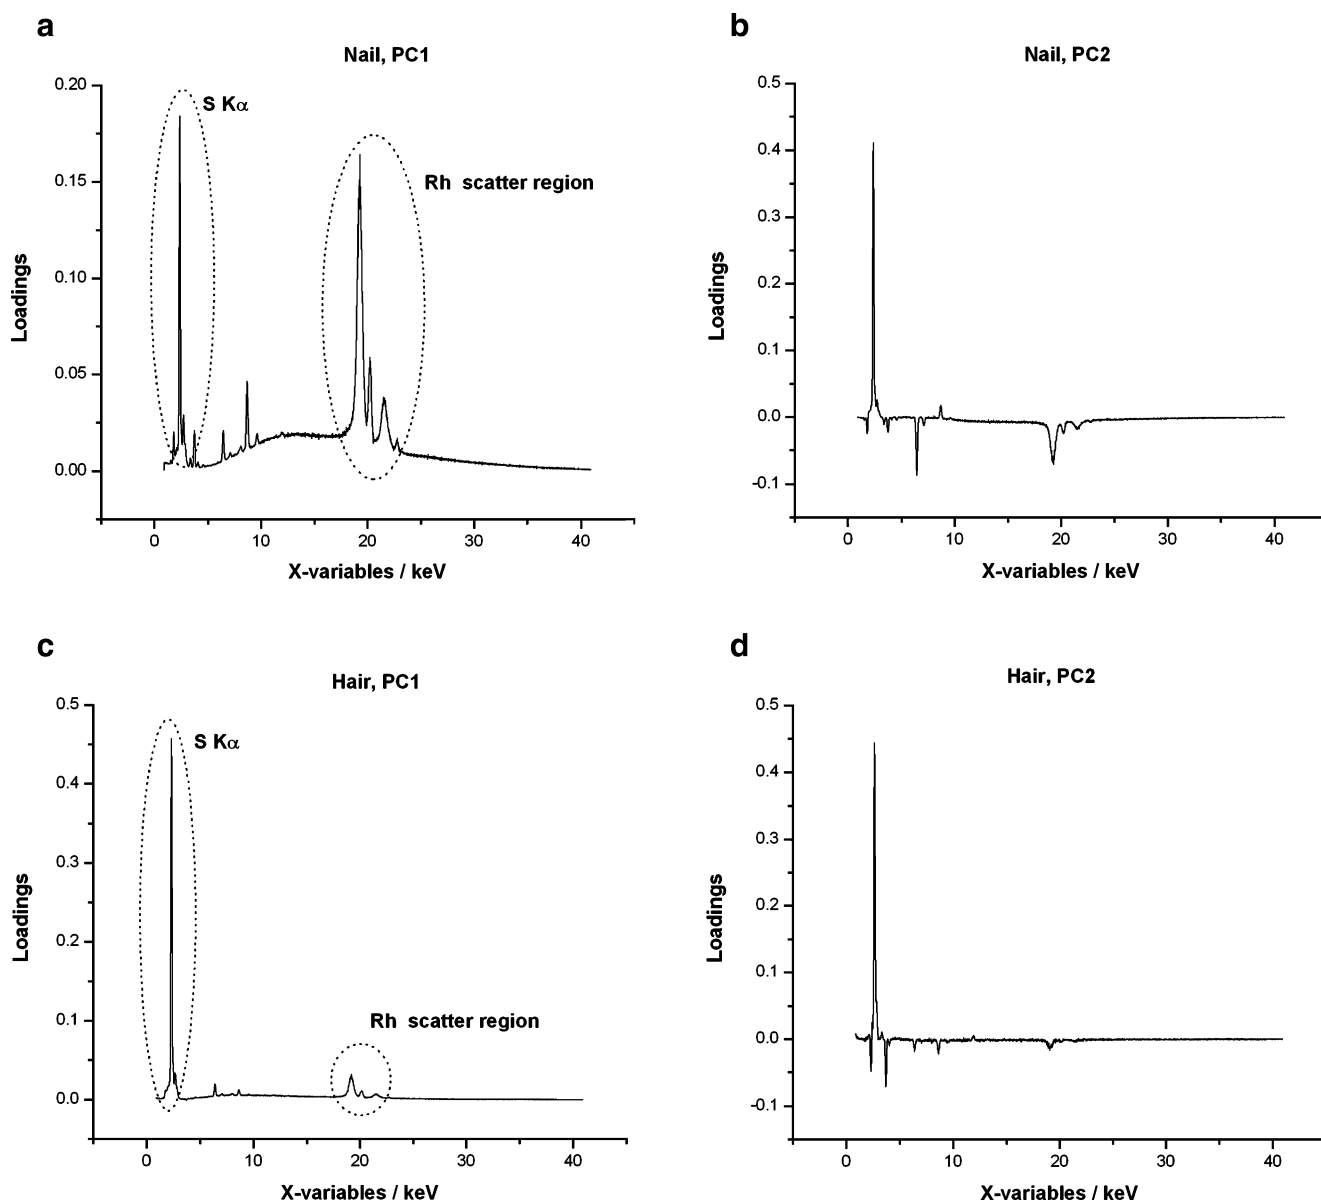 a
Nail, PC1
0.20
0.15
0.10
0.05
0.00
Loadings
S Kα
Rh scatter region
0 10 20 30 40
X-variables / keV
b
Nail, PC2
0.5
0.4
0.3
0.2
0.1
0.0
-0.1
Loadings
0 10 20 30 40
X-variables / keV
c
Hair, PC1
0.5
0.4
0.3
0.2
0.1
0.0
Loadings
S Kα
Rh scatter region
0 10 20 30 40
X-variables / keV
d
Hair, PC2
0.5
0.4
0.3
0.2
0.1
0.0
-0.1
Loadings
0 10 20 30 40
X-variables / keV